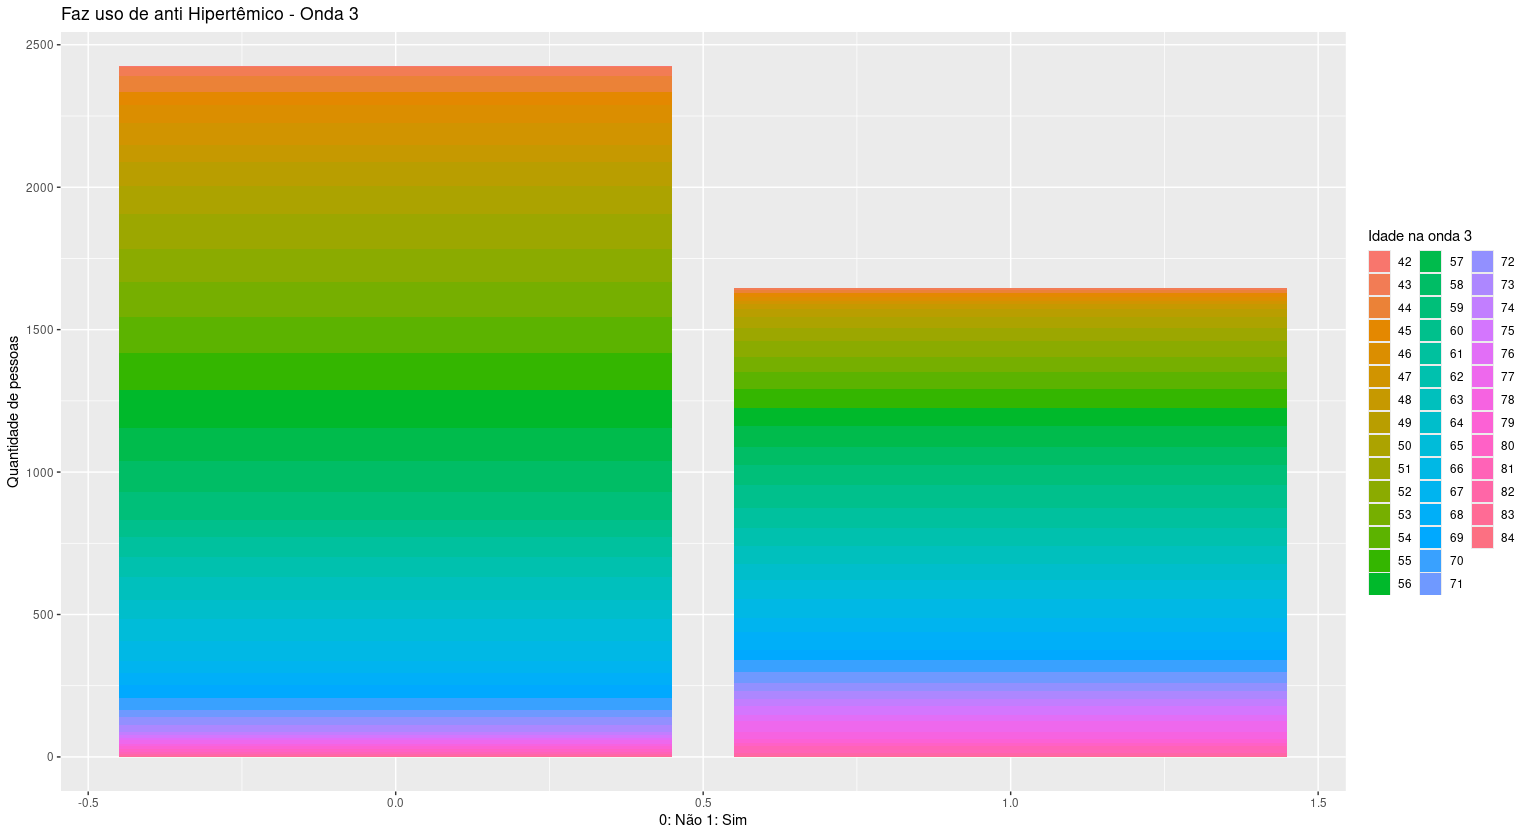 Faz uso de anti Hipertêmico - Onda 3
Quantidade de pessoas
2500
2000
1500
1000
500
0
-0.5 0.0 0.5 1.0 1.5
0: Não 1: Sim
Idade na onda 3
42 57 72
43 58 73
44 59 74
45 60 75
46 61 76
47 62 77
48 63 78
49 64 79
50 65 80
51 66 81
52 67 82
53 68 83
54 69 84
55 70
56 71